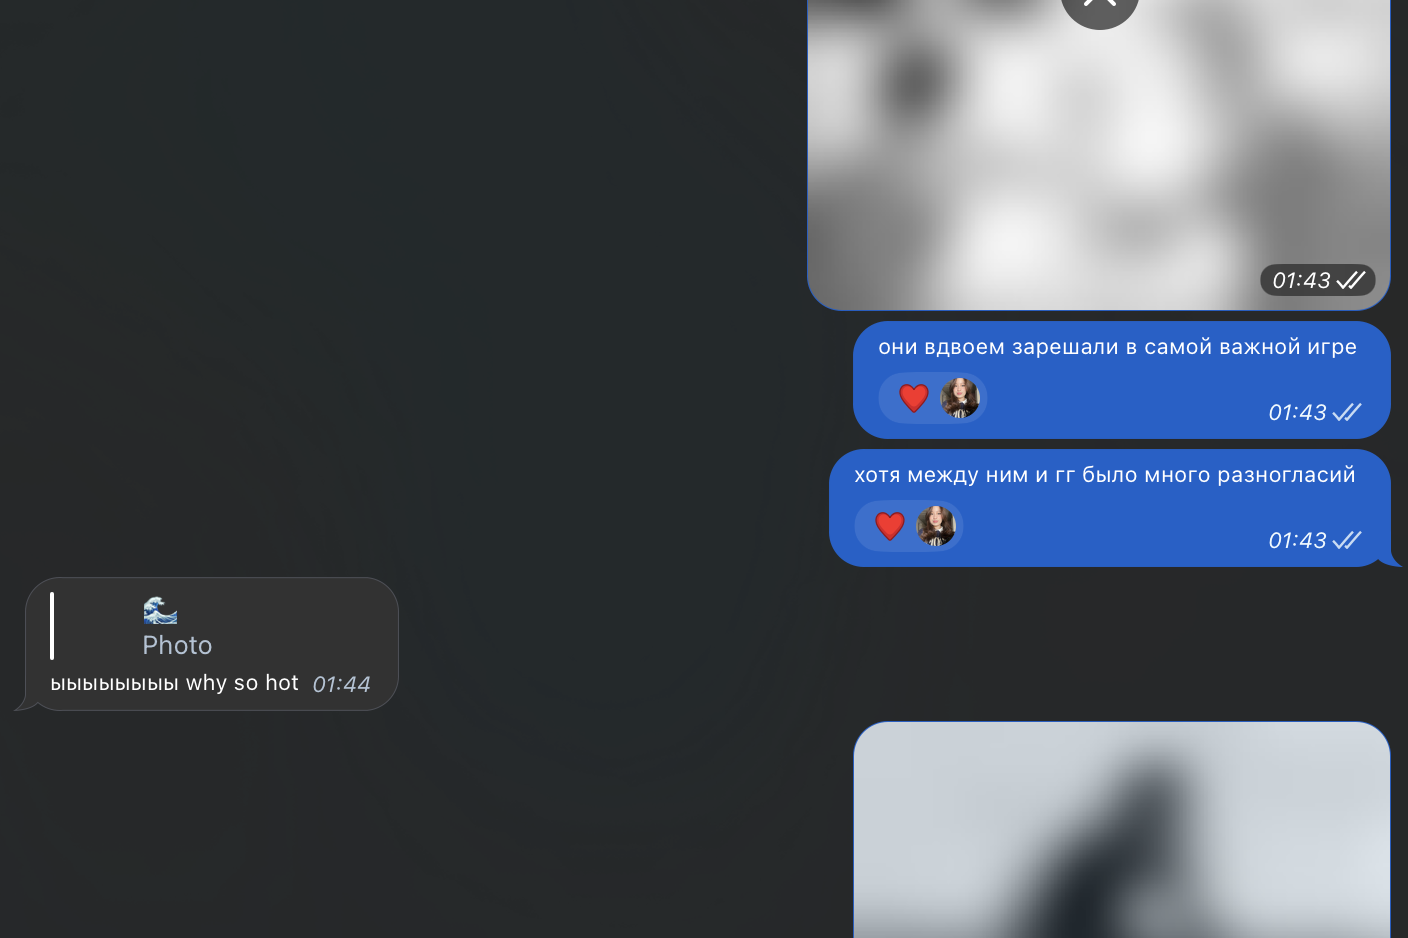 01:43
они вдвоем зарешали в самой важной игре
❤️ 01:43
хотя между ним и гг было много разногласий
❤️ 01:43
🌊
Photo
ыыыыыыыы why so hot 01:44